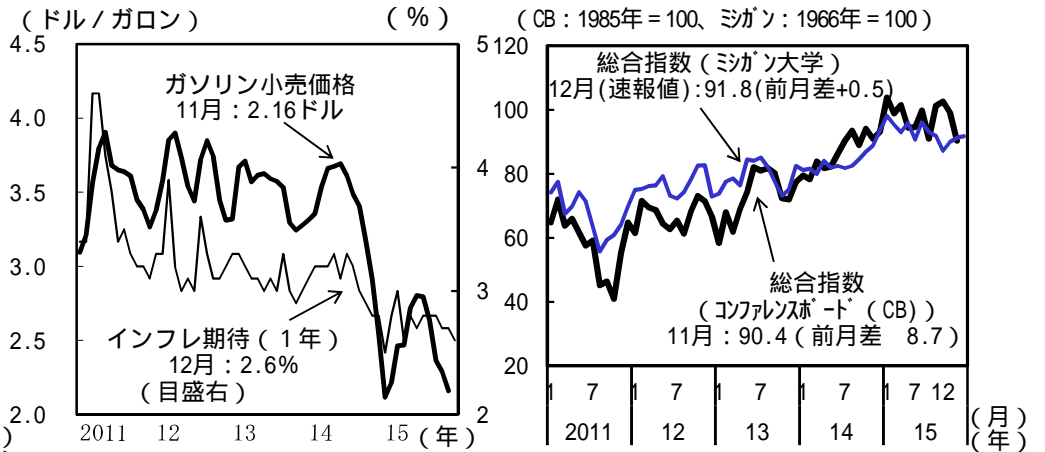 （ドル / ガロン）
（％）
4.5
4.0
3.5
3.0
2.5
2.0
5
4
3
2
ガソリン小売価格
11月：2.16ドル
インフレ期待（１年）
12月：2.6%
（目盛右）
2011 12 13 14 15 （年）
）
（CB：1985年＝100、ﾐｼｶﾞﾝ：1966年＝100）
120
100
80
60
40
20
総合指数（ﾐｼｶﾞﾝ大学）
12月(速報値):91.8(前月差+0.5)
総合指数
（ｺﾝﾌｧﾚﾝｽﾎﾞｰﾄﾞ（CB））
11月：90.4（前月差　8.7）
1 7 1 7 1 7 1 7 1 7 12
（月）
2011 12 13 14 15
（年）